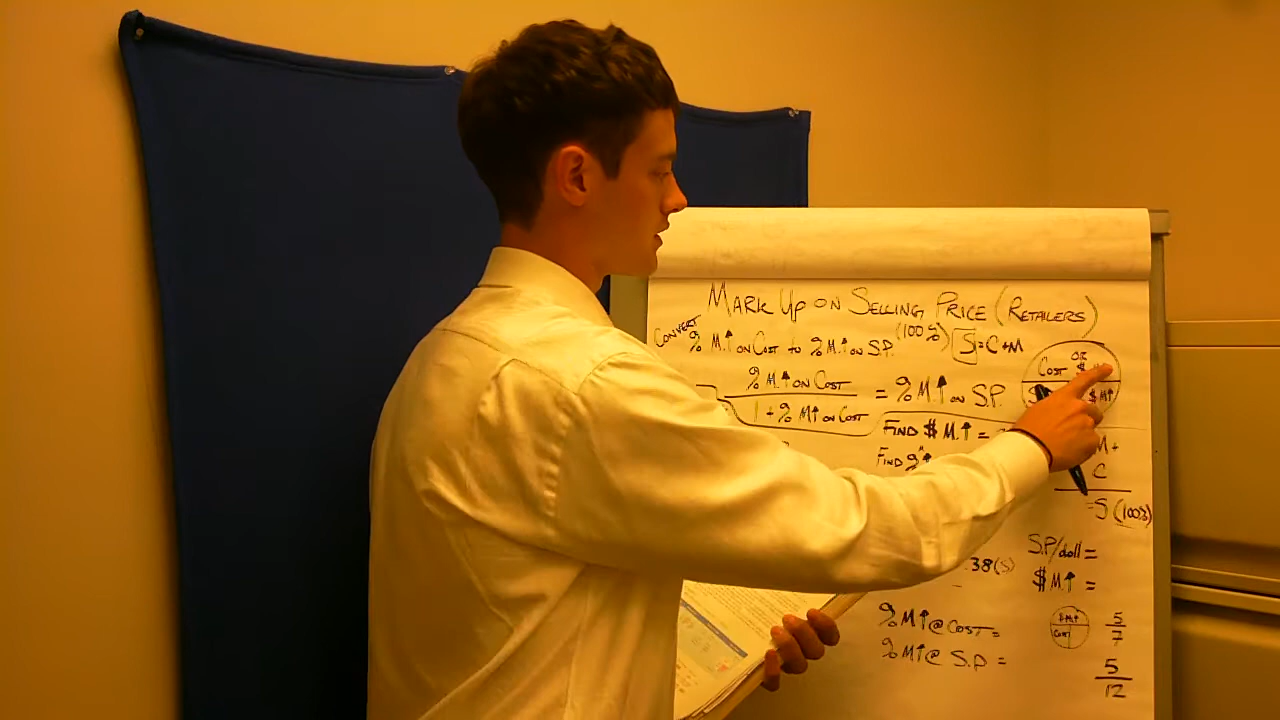 MARK UP ON SELLING PRICE (RETAILERS)
CONVERT % M.↑ ON COST to % M.↑ ON S.P. (100%) S = C + M
% M.↑ ON COST
1 + % M↑ ON COST
= % M↑ ON S.P.
COST OR
$M↑
FIND $ M.↑ =
FIND % M↑
M +
C
= S (100%)
.38(S)
S.P/doll =
$ M↑ =
% M↑ @ COST =
$M↑
COST
5
7
% M↑ @ S.P =
5
12